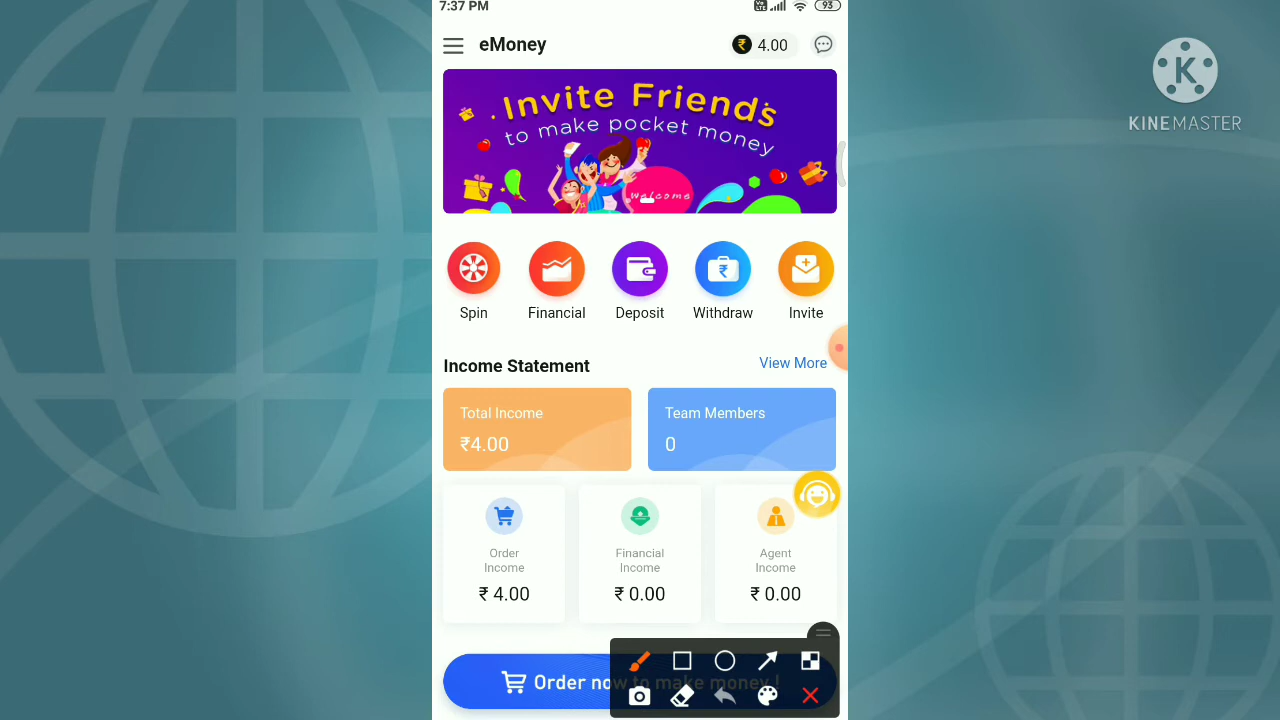 7:37 PM
93
eMoney
₹ 4.00
Invite Friends
to make pocket money
welcome
Spin
Financial
Deposit
Withdraw
Invite
Income Statement
View More
Total Income
₹4.00
Team Members
0
Order
Income
₹ 4.00
Financial
Income
₹ 0.00
Agent
Income
₹ 0.00
Order now to make money !
K
KINEMASTER